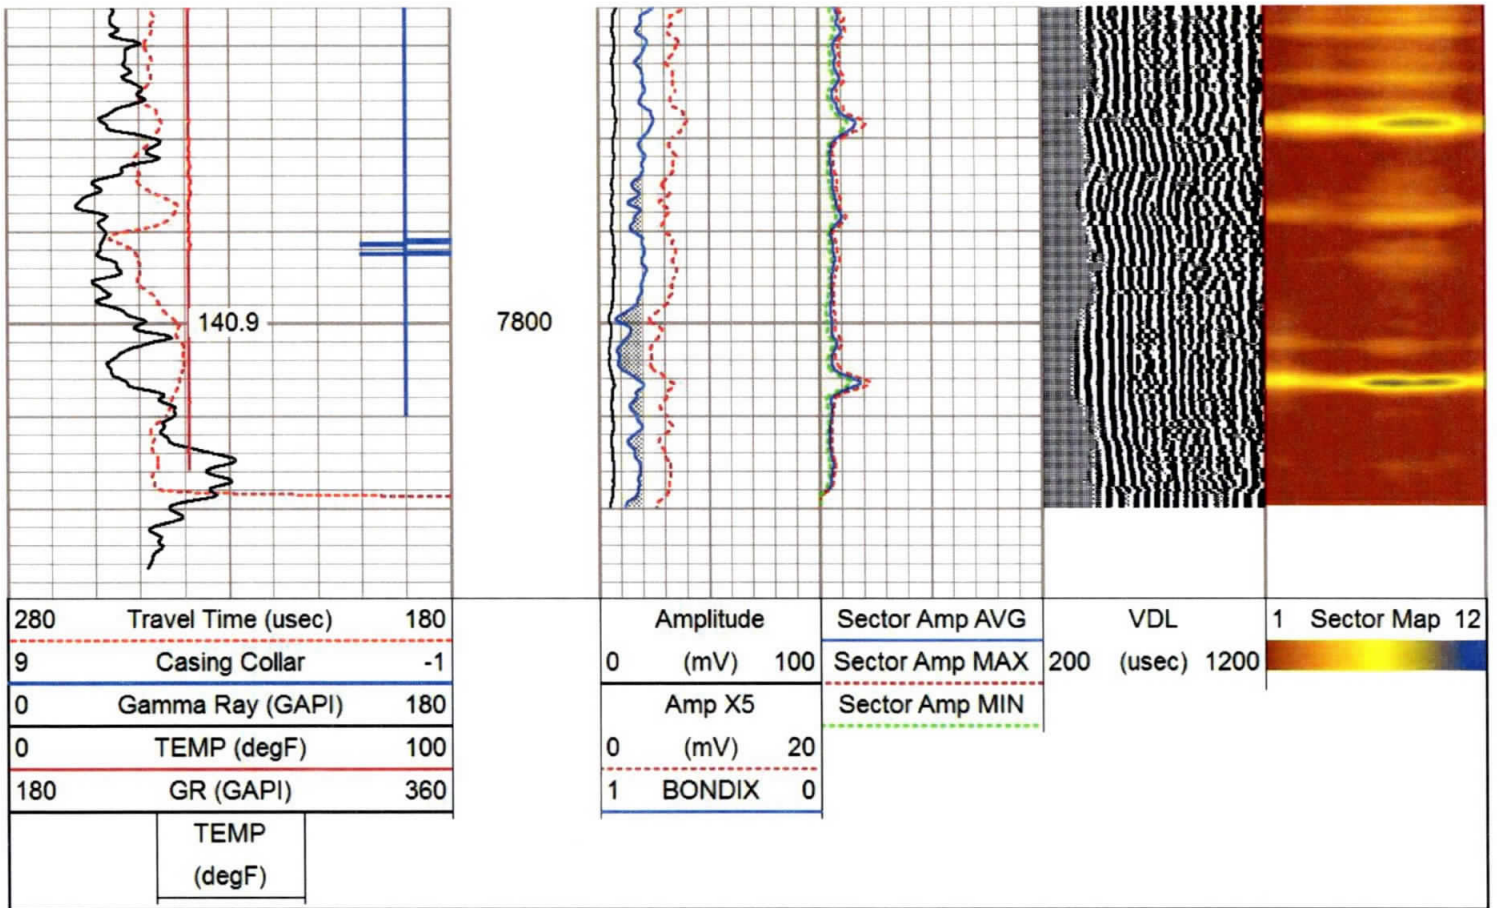 140.9
7800
280 Travel Time (usec) 180
9 Casing Collar -1
0 Gamma Ray (GAPI) 180
0 TEMP (degF) 100
180 GR (GAPI) 360
TEMP
(degF)
Amplitude
0 (mV) 100
Amp X5
0 (mV) 20
1 BONDIX 0
Sector Amp AVG
Sector Amp MAX
Sector Amp MIN
VDL
200 (usec) 1200
1 Sector Map 12